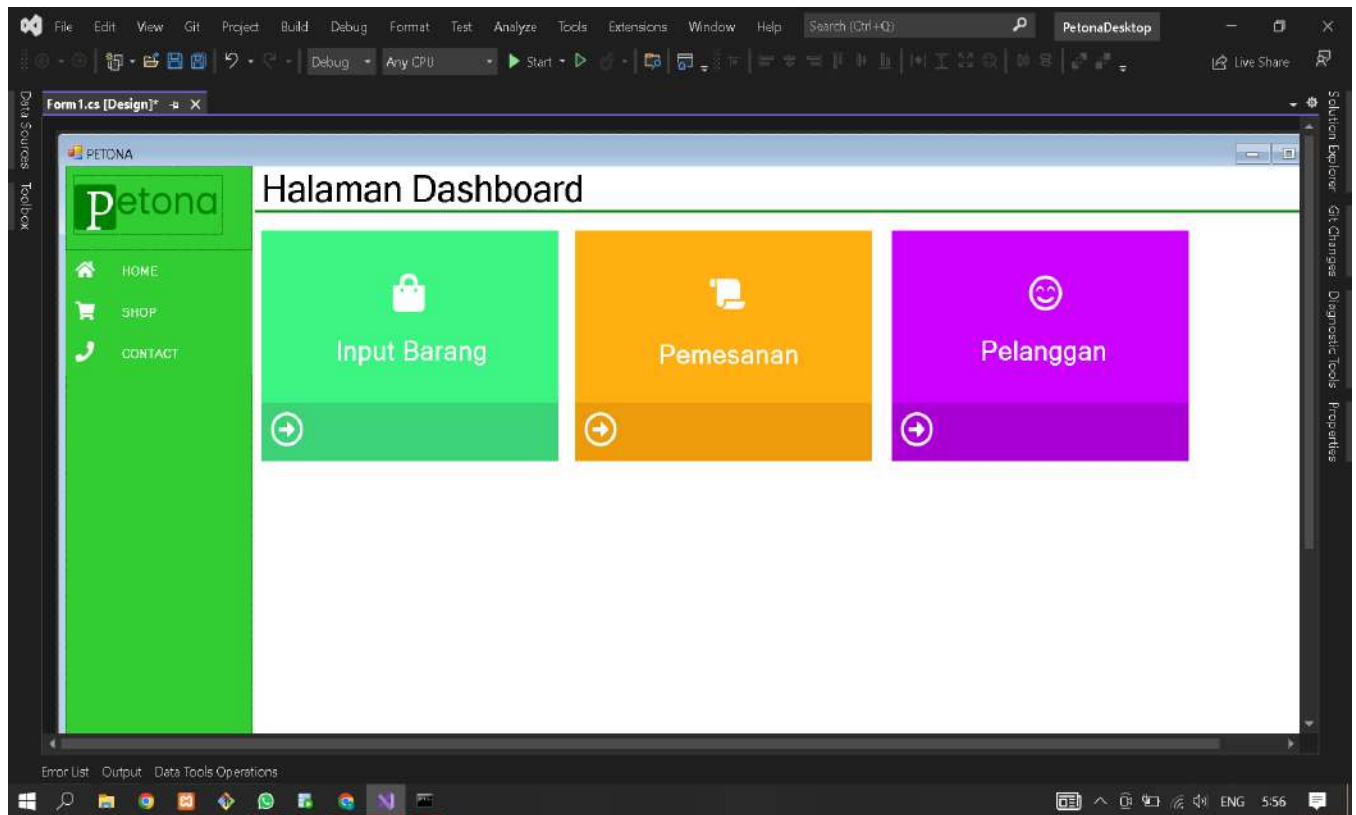 File Edit View Git Project Build Debug Format Test Analyze Tools Extensions Window Help Search (Ctrl+Q) PetonaDesktop
Debug Any CPU Start Live Share
Form1.cs [Design]*
Data Sources
Toolbox
PETONA
Petona
Halaman Dashboard
HOME
SHOP
CONTACT
Input Barang
Pemesanan
Pelanggan
Solution Explorer
Git Changes
Diagnostic Tools
Properties
Error List Output Data Tools Operations
ENG 5:56